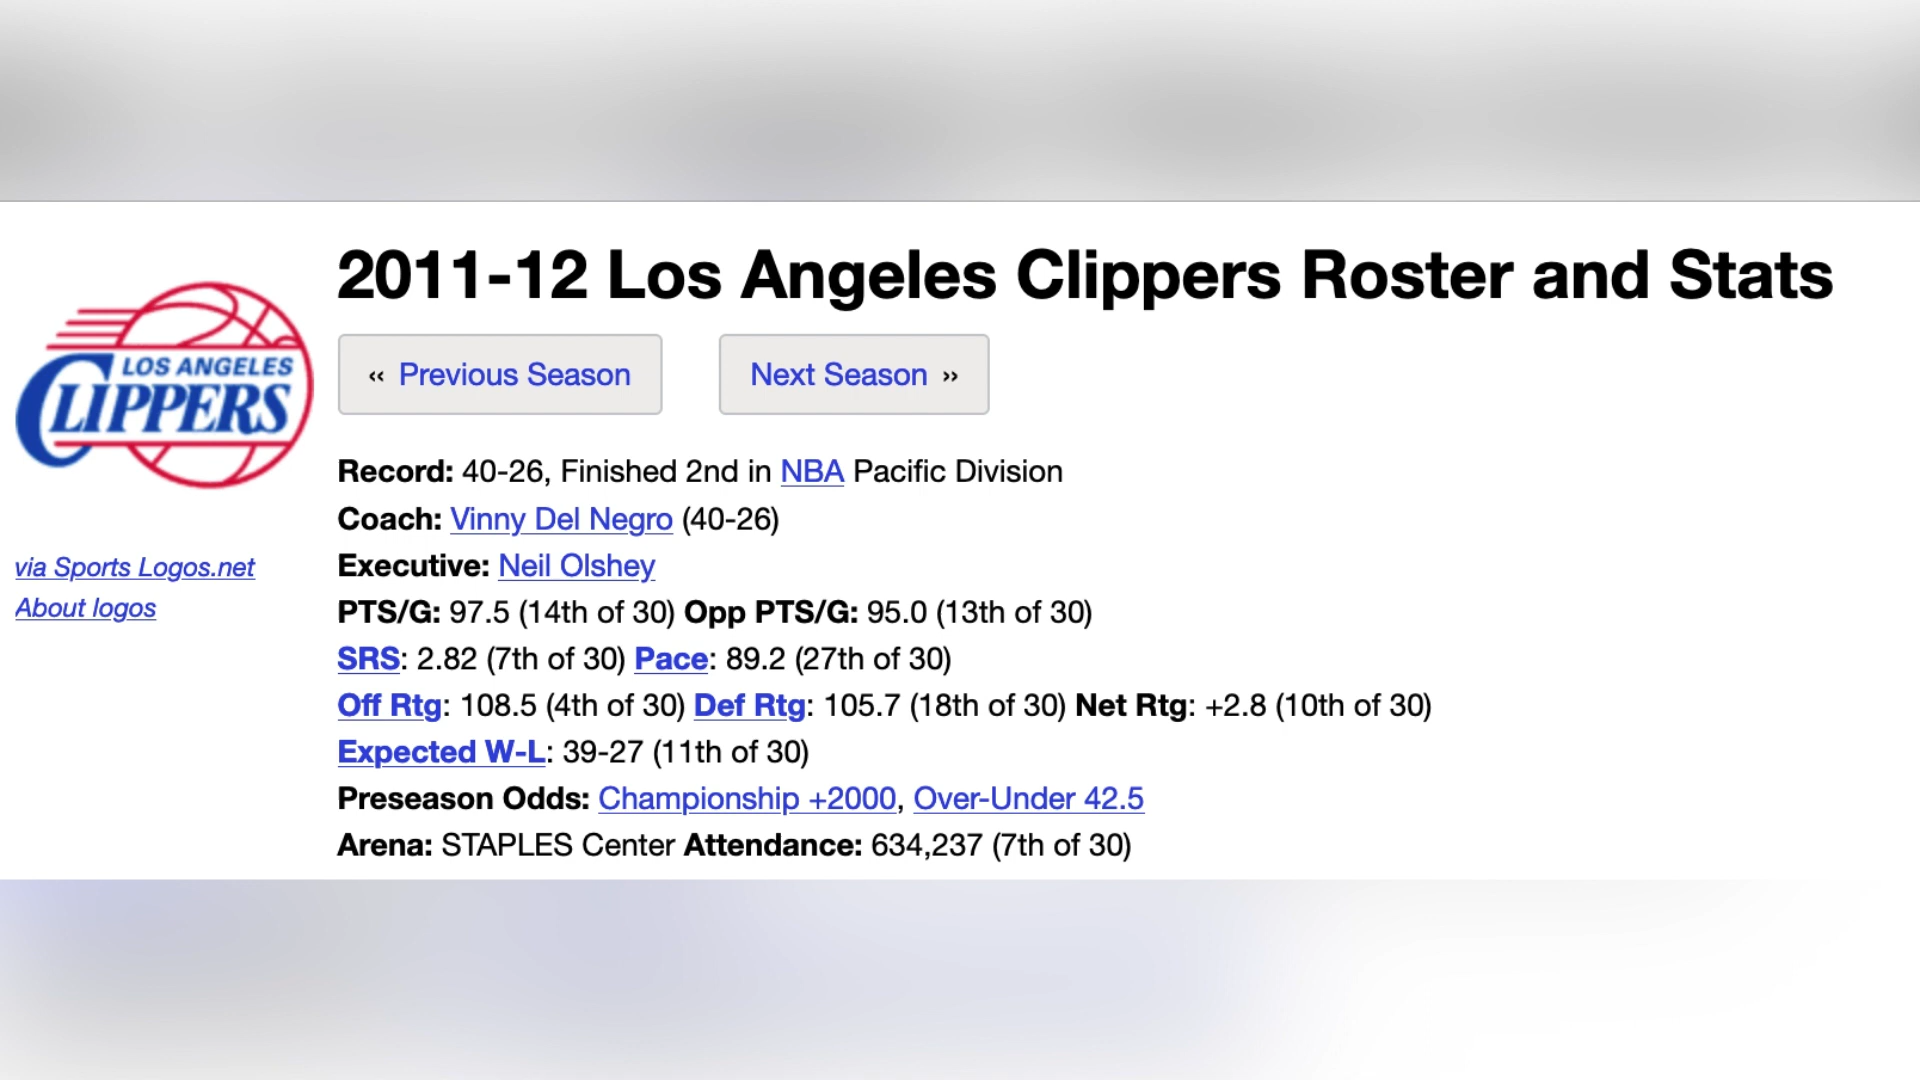 2011-12 Los Angeles Clippers Roster and Stats
LOS ANGELES
CLIPPERS
‹‹ Previous Season
Next Season ››
Record: 40-26, Finished 2nd in NBA Pacific Division
Coach: Vinny Del Negro (40-26)
Executive: Neil Olshey
via Sports Logos.net
About logos
PTS/G: 97.5 (14th of 30) Opp PTS/G: 95.0 (13th of 30)
SRS: 2.82 (7th of 30) Pace: 89.2 (27th of 30)
Off Rtg: 108.5 (4th of 30) Def Rtg: 105.7 (18th of 30) Net Rtg: +2.8 (10th of 30)
Expected W-L: 39-27 (11th of 30)
Preseason Odds: Championship +2000, Over-Under 42.5
Arena: STAPLES Center Attendance: 634,237 (7th of 30)